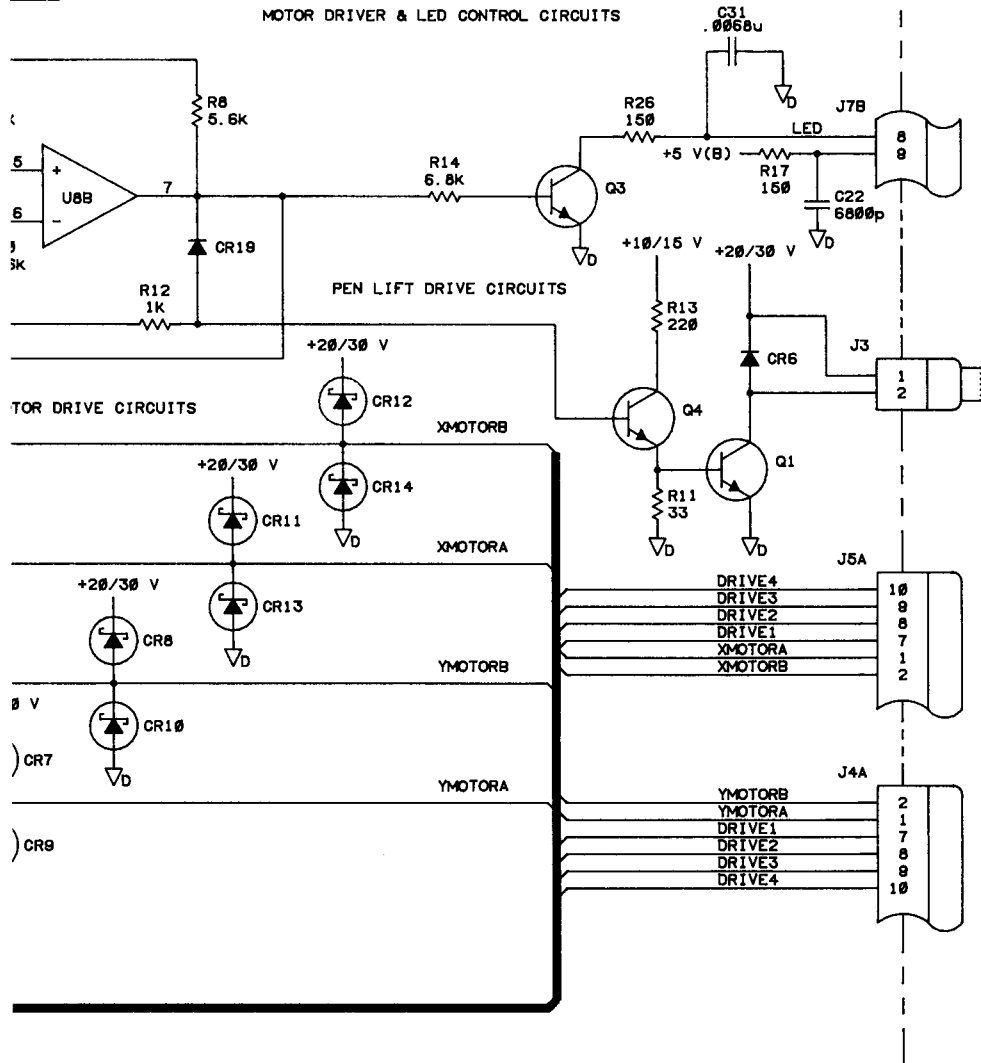 MOTOR DRIVER & LED CONTROL CIRCUITS
C31
.0068u
D
R8
5.6K
R26
150
J7B
LED
8
9
+5 V(B)
R17
150
C22
6800p
D
5
+
U8B
7
6
-
R14
6.8K
Q3
D
CR19
+10/15 V
+20/30 V
PEN LIFT DRIVE CIRCUITS
R12
1K
R13
220
CR6
J3
1
2
+20/30 V
CR12
TOR DRIVE CIRCUITS
XMOTORB
Q4
Q1
+20/30 V
CR14
R11
33
CR11
D
D
D
XMOTORA
J5A
+20/30 V
CR13
DRIVE4
10
DRIVE3
9
DRIVE2
8
DRIVE1
7
XMOTORA
1
XMOTORB
2
CR8
D
YMOTORB
0 V
CR10
CR7
D
J4A
YMOTORA
YMOTORB
2
YMOTORA
1
DRIVE1
7
DRIVE2
8
DRIVE3
9
DRIVE4
10
CR9